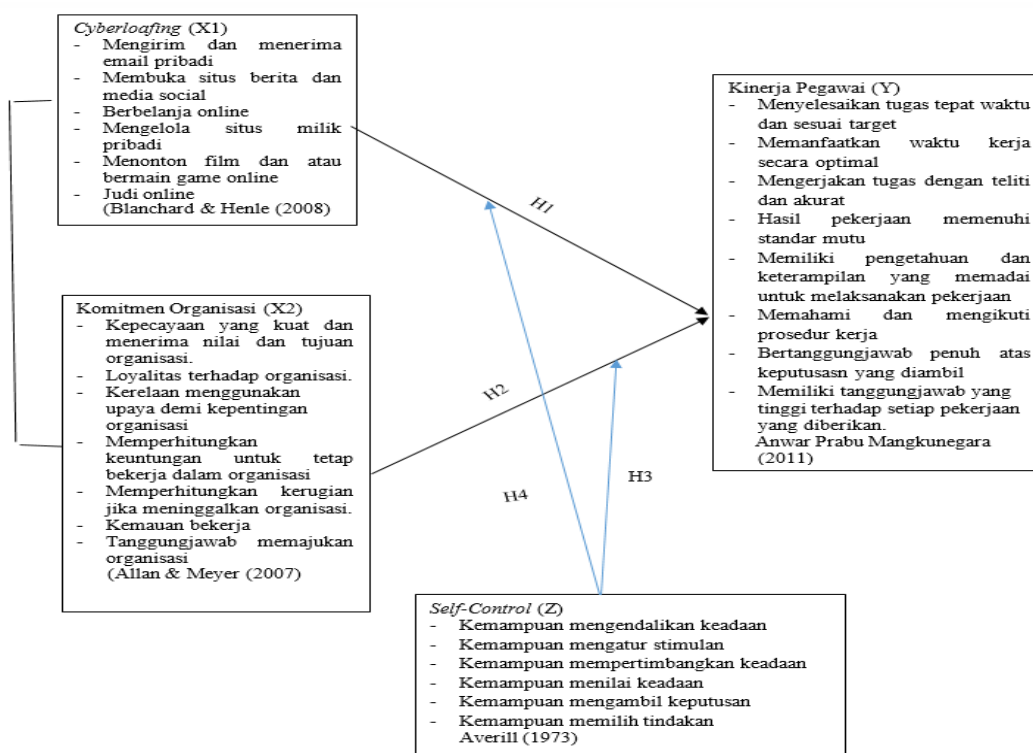 Cyberloafing (X1)
- Mengirim dan menerima
email pribadi
- Membuka situs berita dan
media social
- Berbelanja online
- Mengelola situs milik
pribadi
- Menonton film dan atau
bermain game online
- Judi online
(Blanchard & Henle (2008)
Komitmen Organisasi (X2)
- Kepecayaan yang kuat dan
menerima nilai dan tujuan
organisasi.
- Loyalitas terhadap organisasi.
- Kerelaan menggunakan
upaya demi kepentingan
organisasi
- Memperhitungkan
keuntungan untuk tetap
bekerja dalam organisasi
- Memperhitungkan kerugian
jika meninggalkan organisasi.
- Kemauan bekerja
- Tanggungjawab memajukan
organisasi
(Allan & Meyer (2007)
H1
H2
H4
H3
Kinerja Pegawai (Y)
- Menyelesaikan tugas tepat waktu
dan sesuai target
- Memanfaatkan waktu kerja
secara optimal
- Mengerjakan tugas dengan teliti
dan akurat
- Hasil pekerjaan memenuhi
standar mutu
- Memiliki pengetahuan dan
keterampilan yang memadai
untuk melaksanakan pekerjaan
- Memahami dan mengikuti
prosedur kerja
- Bertanggungjawab penuh atas
keputusasn yang diambil
- Memiliki tanggungjawab yang
tinggi terhadap setiap pekerjaan
yang diberikan.
Anwar Prabu Mangkunegara
(2011)
Self-Control (Z)
- Kemampuan mengendalikan keadaan
- Kemampuan mengatur stimulan
- Kemampuan mempertimbangkan keadaan
- Kemampuan menilai keadaan
- Kemampuan mengambil keputusan
- Kemampuan memilih tindakan
Averill (1973)